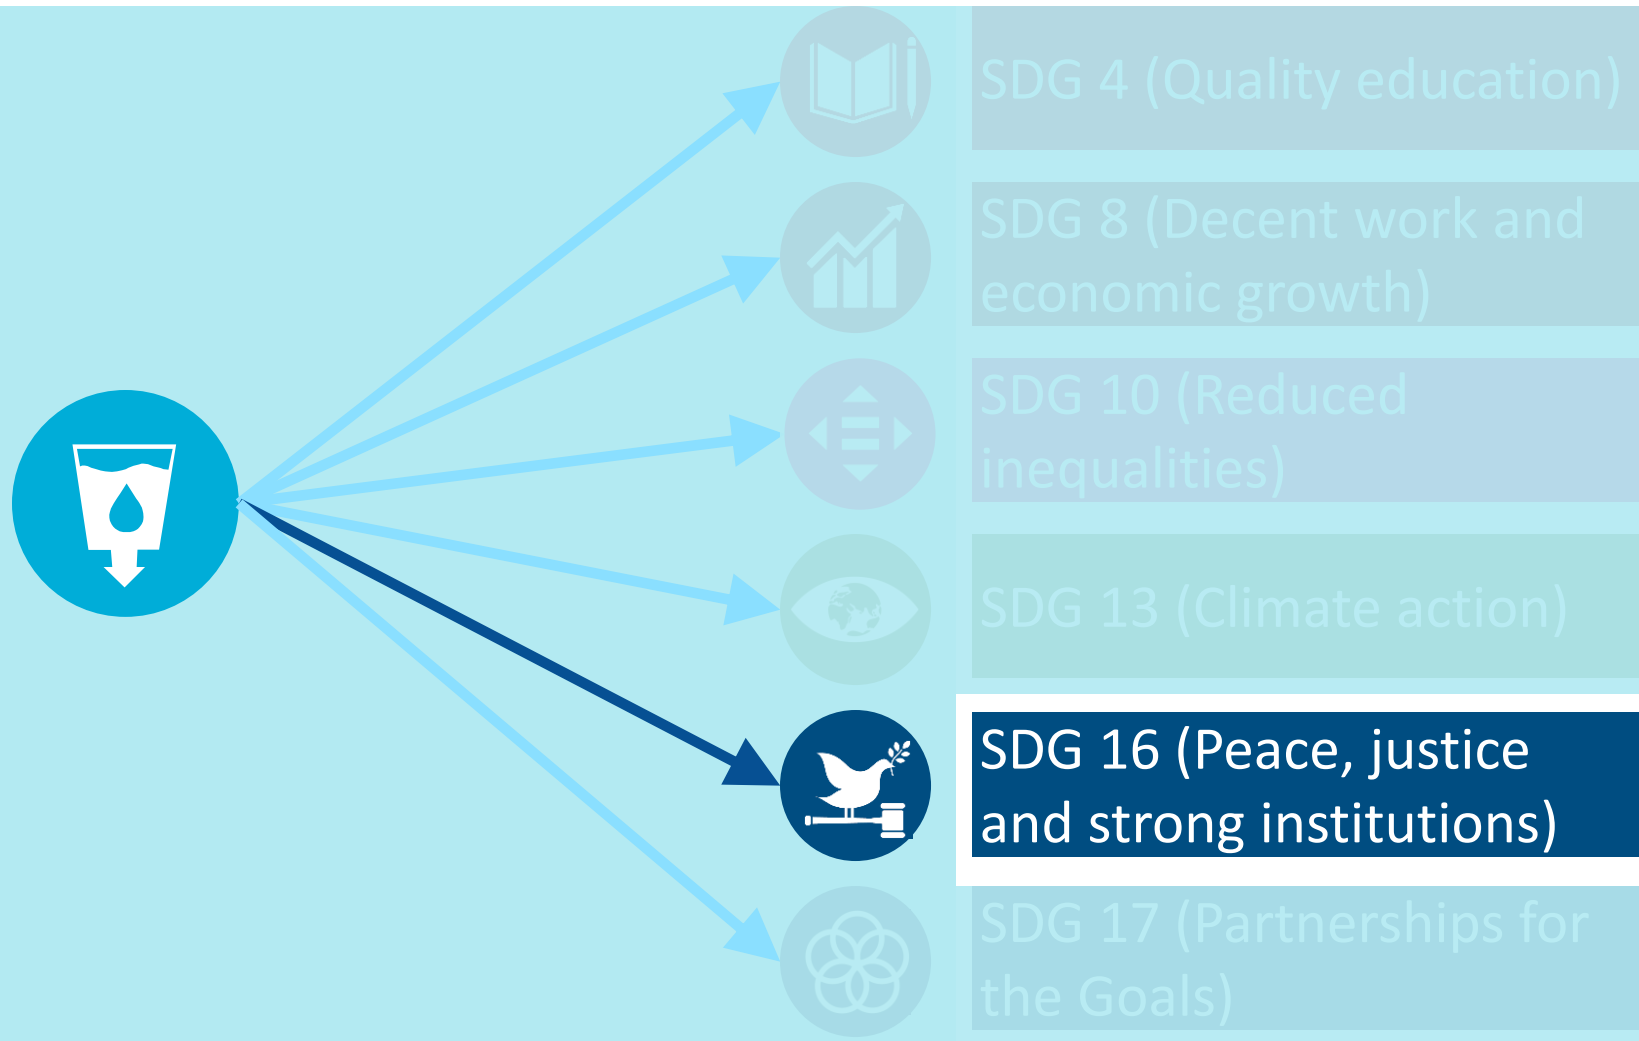 SDG 4 (Quality education)
SDG 8 (Decent work and
economic growth)
SDG 10 (Reduced
inequalities)
SDG 13 (Climate action)
SDG 16 (Peace, justice
and strong institutions)
SDG 17 (Partnerships for
the Goals)